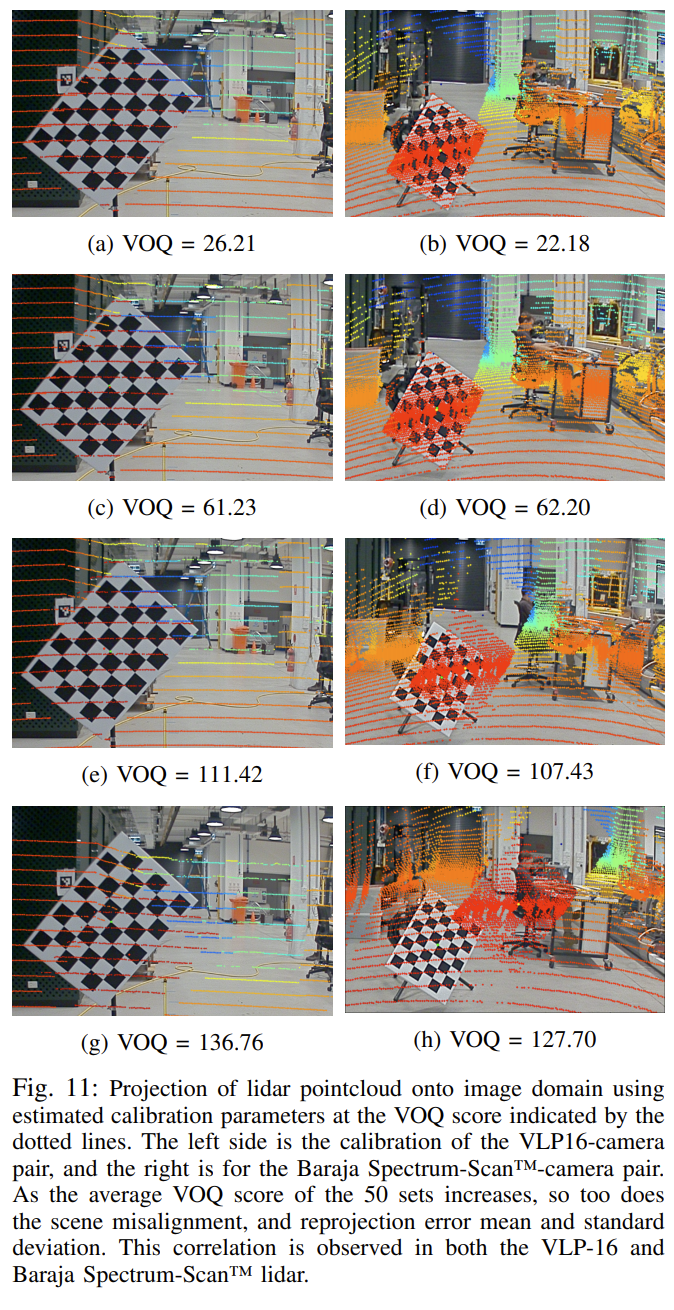 (a) VOQ = 26.21
(b) VOQ = 22.18
(c) VOQ = 61.23
(d) VOQ = 62.20
(e) VOQ = 111.42
(f) VOQ = 107.43
(g) VOQ = 136.76
(h) VOQ = 127.70
Fig. 11: Projection of lidar pointcloud onto image domain using
estimated calibration parameters at the VOQ score indicated by the
dotted lines. The left side is the calibration of the VLP16-camera
pair, and the right is for the Baraja Spectrum-Scan™-camera pair.
As the average VOQ score of the 50 sets increases, so too does
the scene misalignment, and reprojection error mean and standard
deviation. This correlation is observed in both the VLP-16 and
Baraja Spectrum-Scan™ lidar.